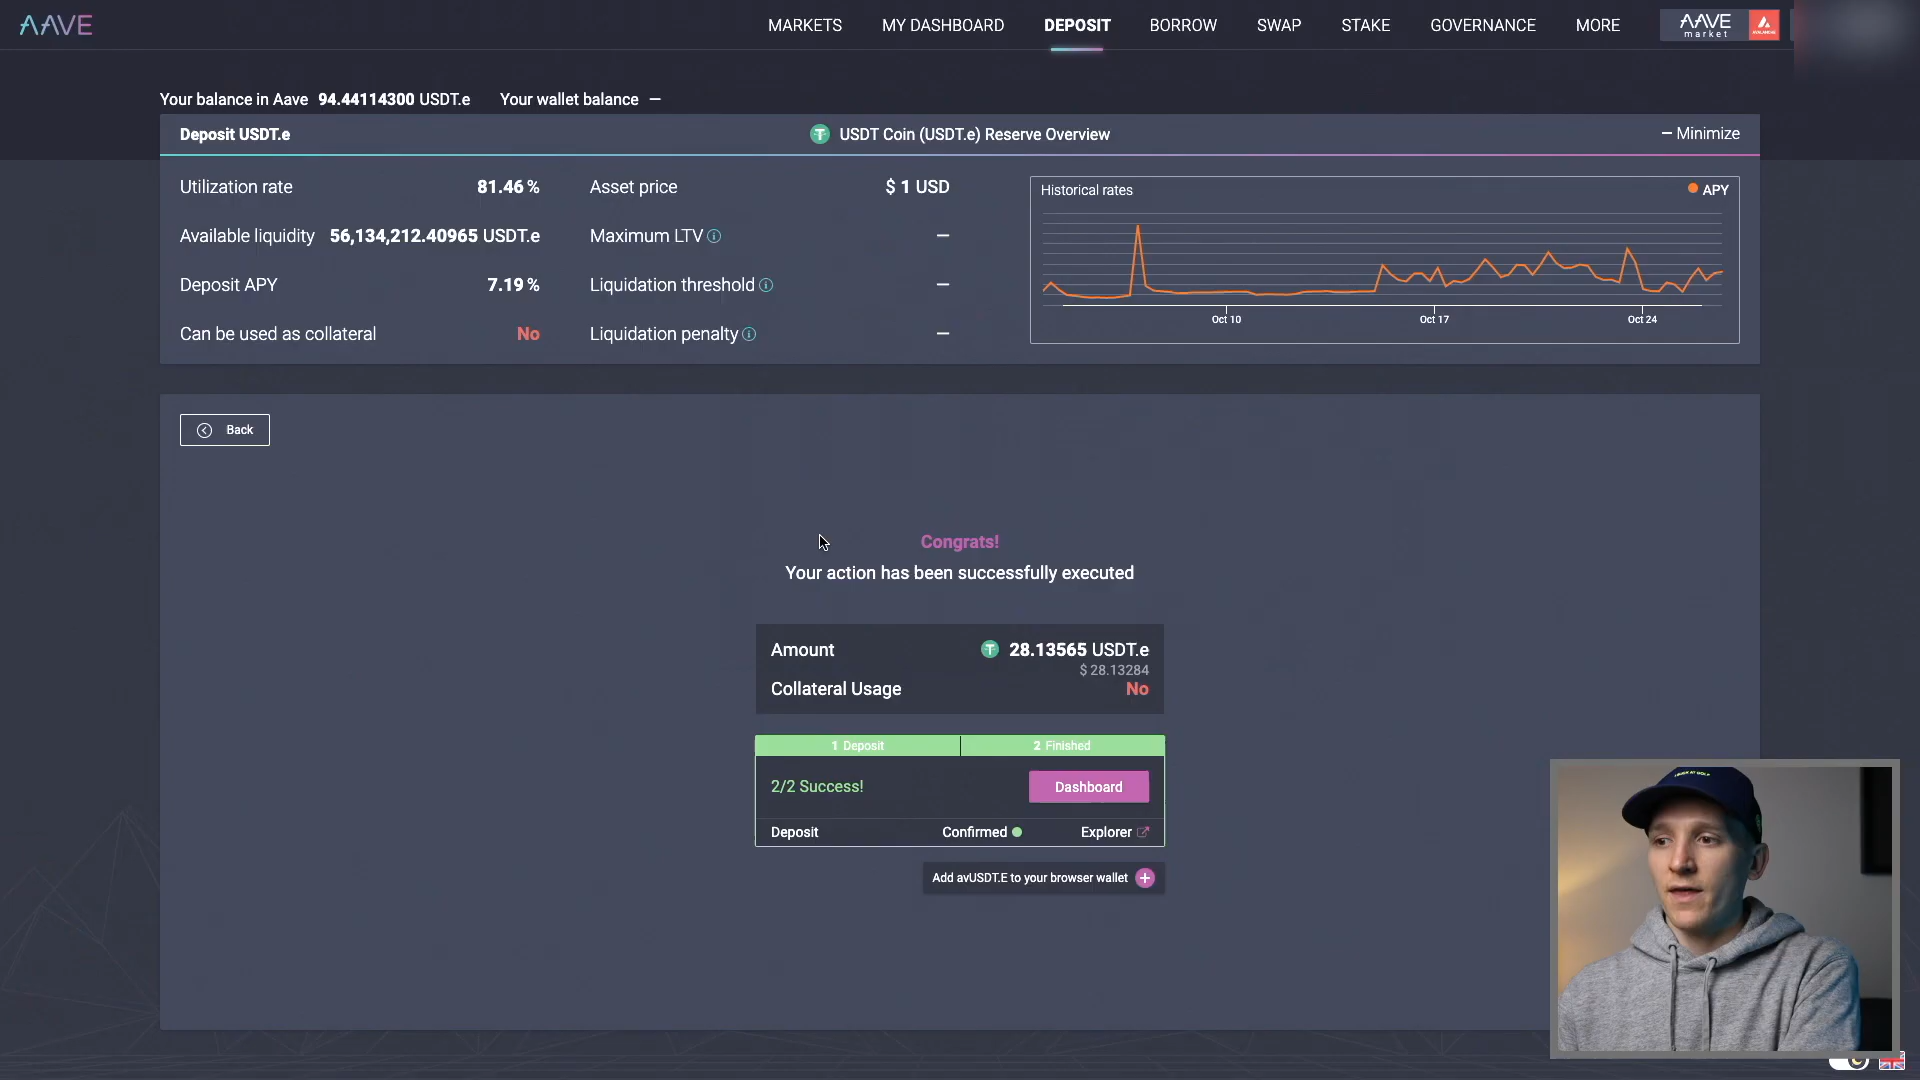 AAVE
MARKETS
MY DASHBOARD
DEPOSIT
BORROW
SWAP
STAKE
GOVERNANCE
MORE
AAVE
market
AVALANCHE
Your balance in Aave 94.44114300 USDT.e
Your wallet balance —
Deposit USDT.e
USDT Coin (USDT.e) Reserve Overview
– Minimize
Utilization rate 81.46 %
Asset price $ 1 USD
Available liquidity 56,134,212.40965 USDT.e
Maximum LTV —
Deposit APY 7.19 %
Liquidation threshold —
Can be used as collateral No
Liquidation penalty —
Historical rates
APY
Oct 10
Oct 17
Oct 24
Back
Congrats!
Your action has been successfully executed
Amount 28.13565 USDT.e
$ 28.13284
Collateral Usage No
1 Deposit
2 Finished
2/2 Success!
Dashboard
Deposit
Confirmed
Explorer
Add avUSDT.E to your browser wallet